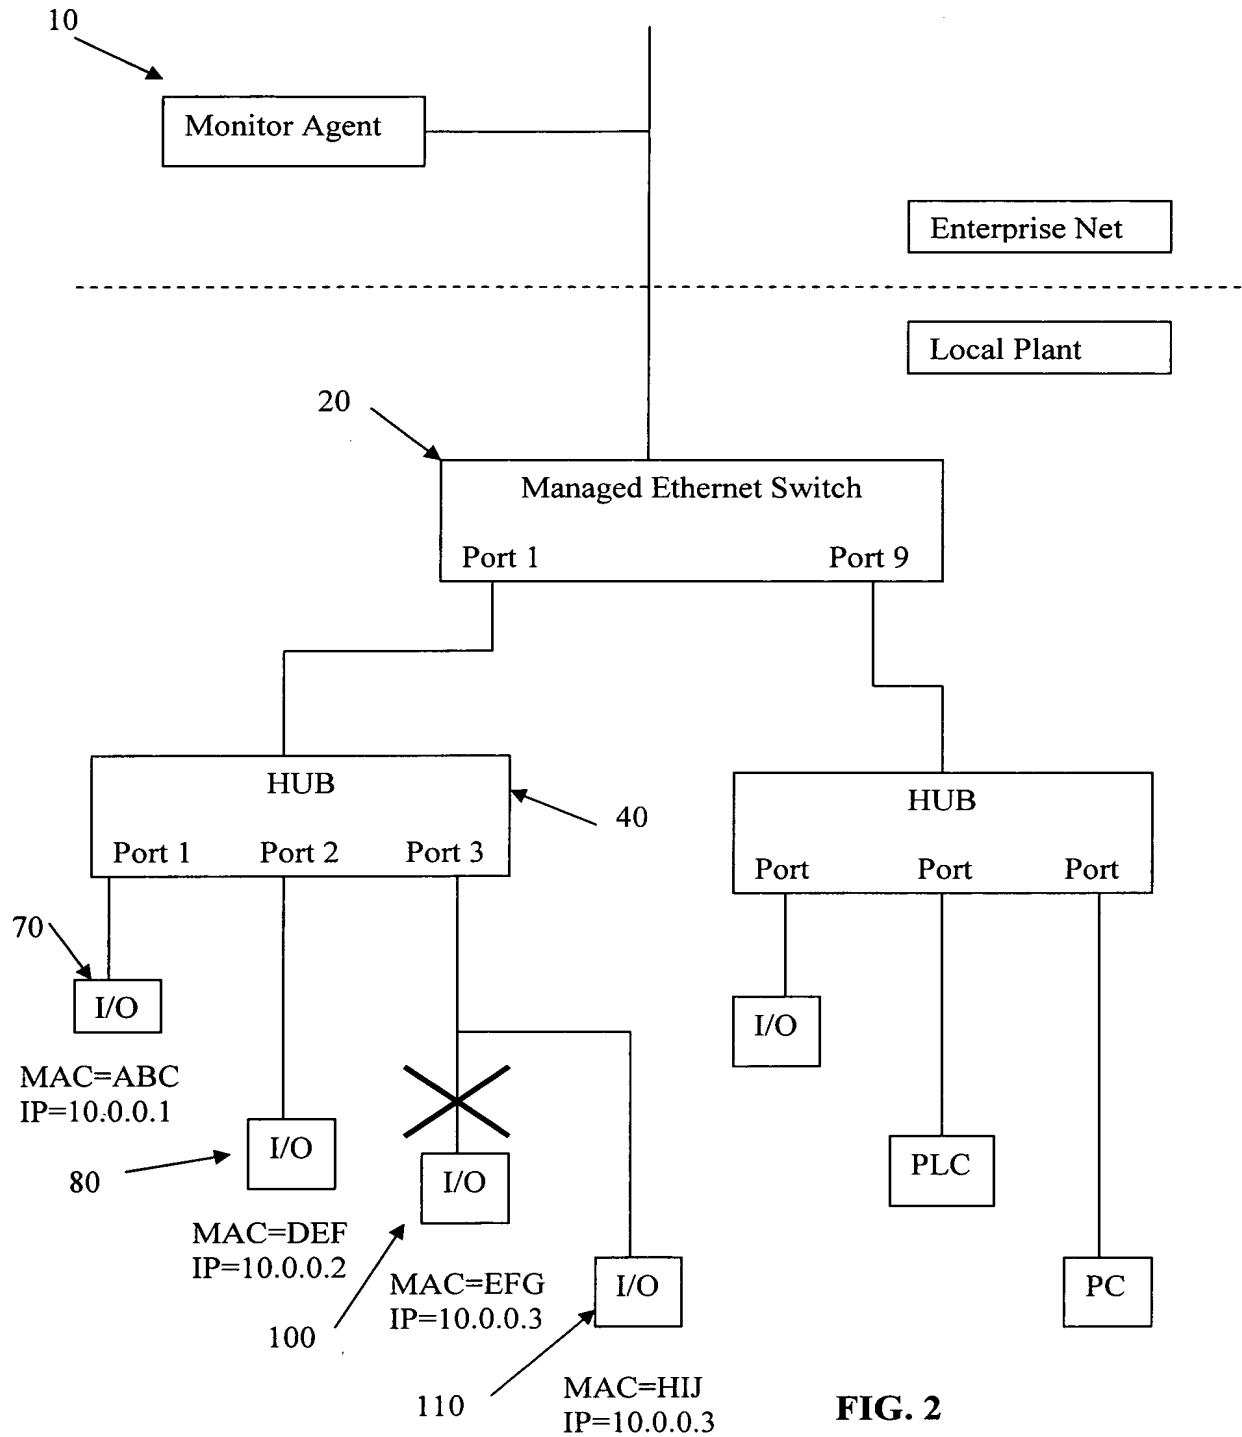 10
Monitor Agent
Enterprise Net
Local Plant
20
Managed Ethernet Switch
Port 1 Port 9
HUB
40
Port 1 Port 2 Port 3
HUB
Port Port Port
70
I/O
MAC=ABC
IP=10.0.0.1
I/O
80
MAC=DEF
IP=10.0.0.2
I/O
100
MAC=EFG
IP=10.0.0.3
I/O
110
MAC=HIJ
IP=10.0.0.3
I/O
PLC
PC
FIG. 2